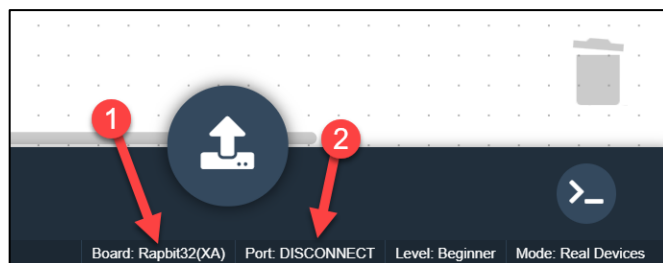 1
2
>_
Board: Rapbit32(XA) Port: DISCONNECT Level: Beginner Mode: Real Devices